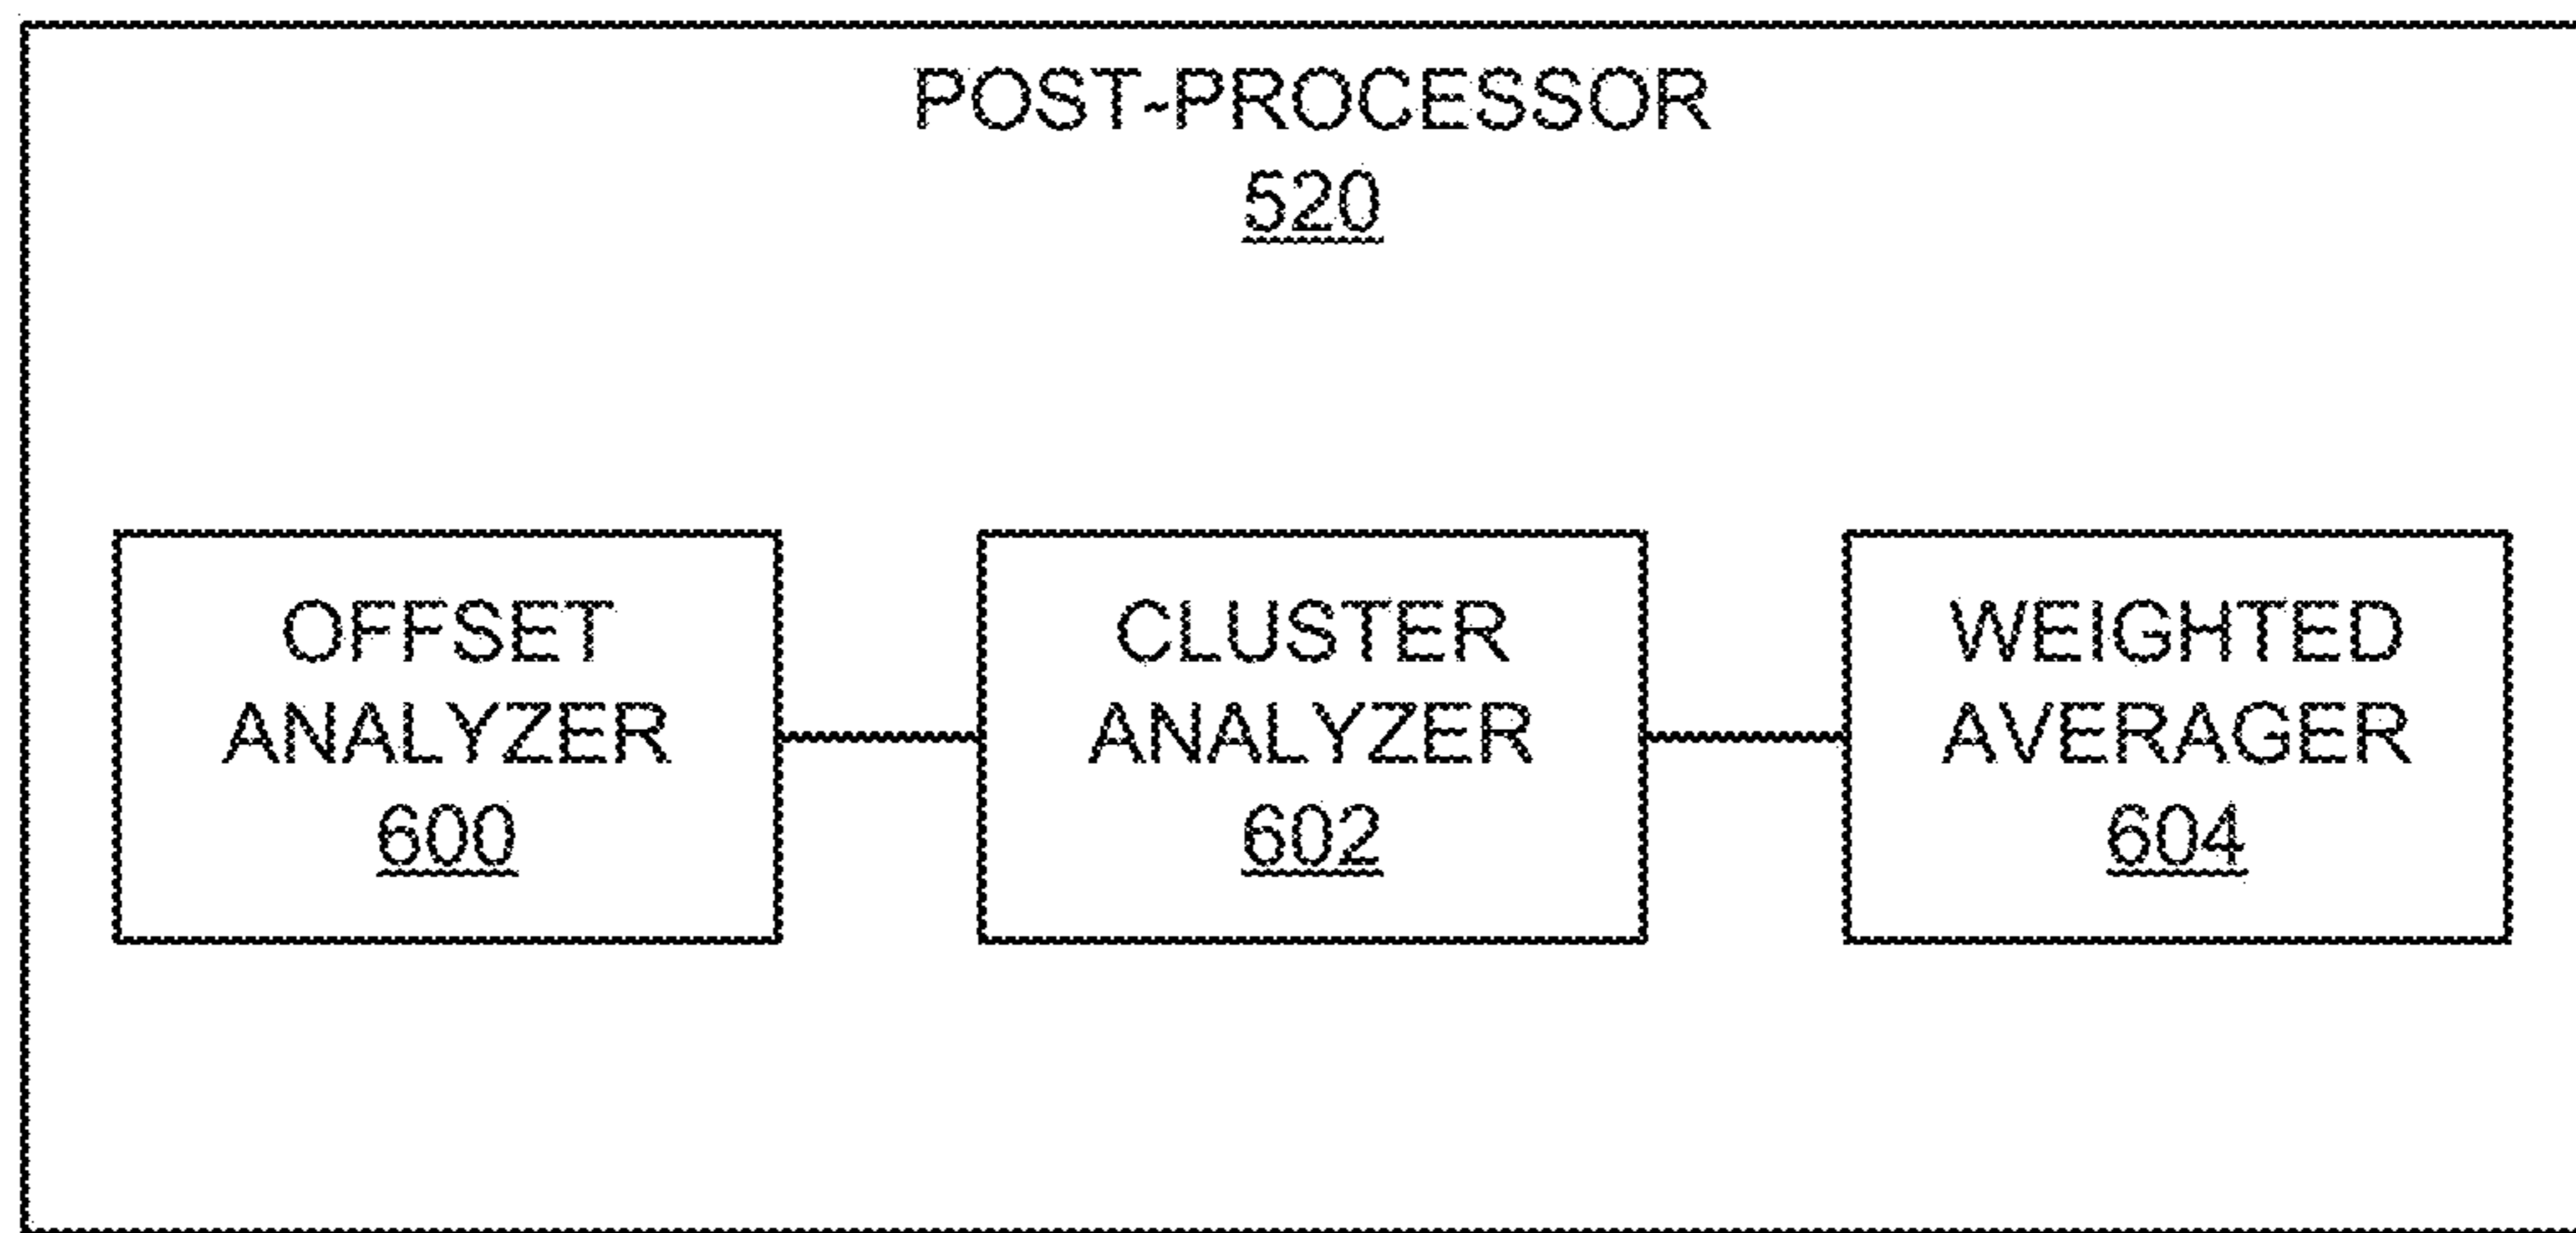 POST-PROCESSOR
520
OFFSET
ANALYZER
600
CLUSTER
ANALYZER
602
WEIGHTED
AVERAGER
604